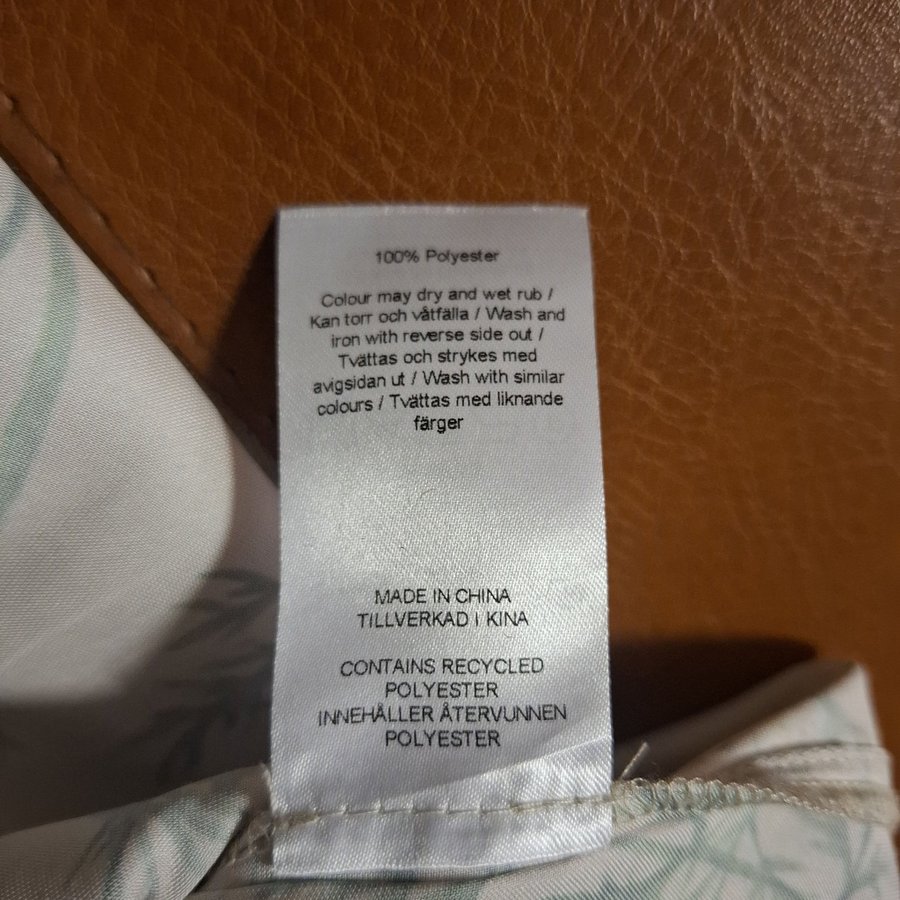 100% Polyester
Colour may dry and wet rub /
Kan torr och våtfälla / Wash and
iron with reverse side out /
Tvättas och strykes med
avigsidan ut / Wash with similar
colours / Tvättas med liknande
färger
MADE IN CHINA
TILLVERKAD I KINA
CONTAINS RECYCLED
POLYESTER
INNEHÅLLER ÅTERVUNNEN
POLYESTER